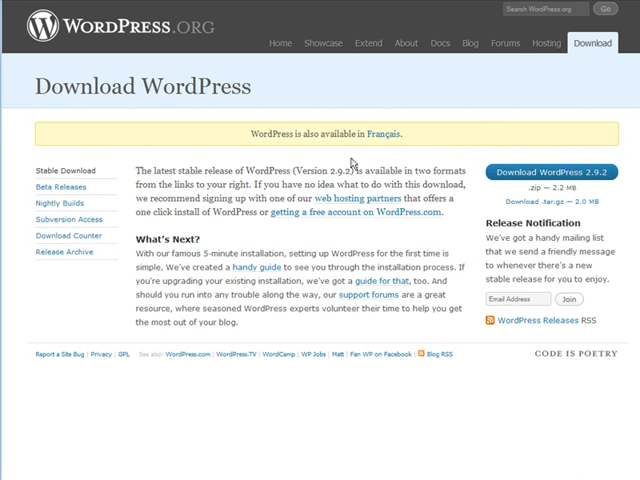 WORDPRESS.ORG
Search WordPress.org Go
Home Showcase Extend About Docs Blog Forums Hosting Download
Download WordPress
WordPress is also available in Français.
Stable Download
Beta Releases
Nightly Builds
Subversion Access
Download Counter
Release Archive
The latest stable release of WordPress (Version 2.9.2) is available in two formats
from the links to your right. If you have no idea what to do with this download,
we recommend signing up with one of our web hosting partners that offers a
one click install of WordPress or getting a free account on WordPress.com.
What's Next?
With our famous 5-minute installation, setting up WordPress for the first time is
simple. We've created a handy guide to see you through the installation process. If
you're upgrading your existing installation, we've got a guide for that, too. And
should you run into any trouble along the way, our support forums are a great
resource, where seasoned WordPress experts volunteer their time to help you get
the most out of your blog.
Download WordPress 2.9.2
.zip — 2.2 MB
Download .tar.gz — 2.0 MB
Release Notification
We've got a handy mailing list
that we send a friendly message
to whenever there's a new
stable release for you to enjoy.
Email Address Join
WordPress Releases RSS
Report a Site Bug | Privacy | GPL See also: WordPress.com | WordPress.TV | WordCamp | WP Jobs | Matt | Fan WP on Facebook | Blog RSS
CODE IS POETRY